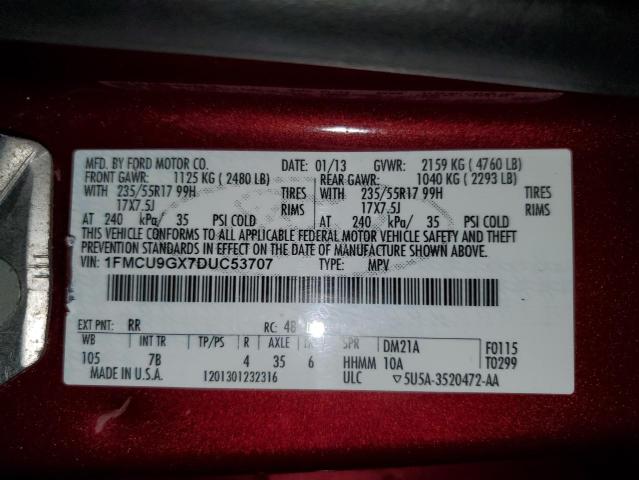 MFD. BY FORD MOTOR CO. DATE: 01/13 GVWR: 2159 KG ( 4760 LB)
FRONT GAWR: 1125 KG ( 2480 LB) REAR GAWR: 1040 KG ( 2293 LB)
WITH 235/55R17 99H TIRES WITH 235/55R17 99H TIRES
17X7.5J RIMS 17X7.5J RIMS
AT 240 kPa/ 35 PSI COLD AT 240 kPa/ 35 PSI COLD
THIS VEHICLE CONFORMS TO ALL APPLICABLE FEDERAL MOTOR VEHICLE SAFETY AND THEFT
PREVENTION STANDARDS IN EFFECT ON THE DATE OF MANUFACTURE SHOWN ABOVE.
VIN: 1FMCU9GX7DUC53707 TYPE: MPV
EXT PNT: RR RC: 48
WB INT TR TP/PS R AXLE SPR DM21A F0115
105 7B 4 35 6 HHMM 10A T0299
MADE IN U.S.A. 1201301232316 ULC 5U5A-3520472-AA